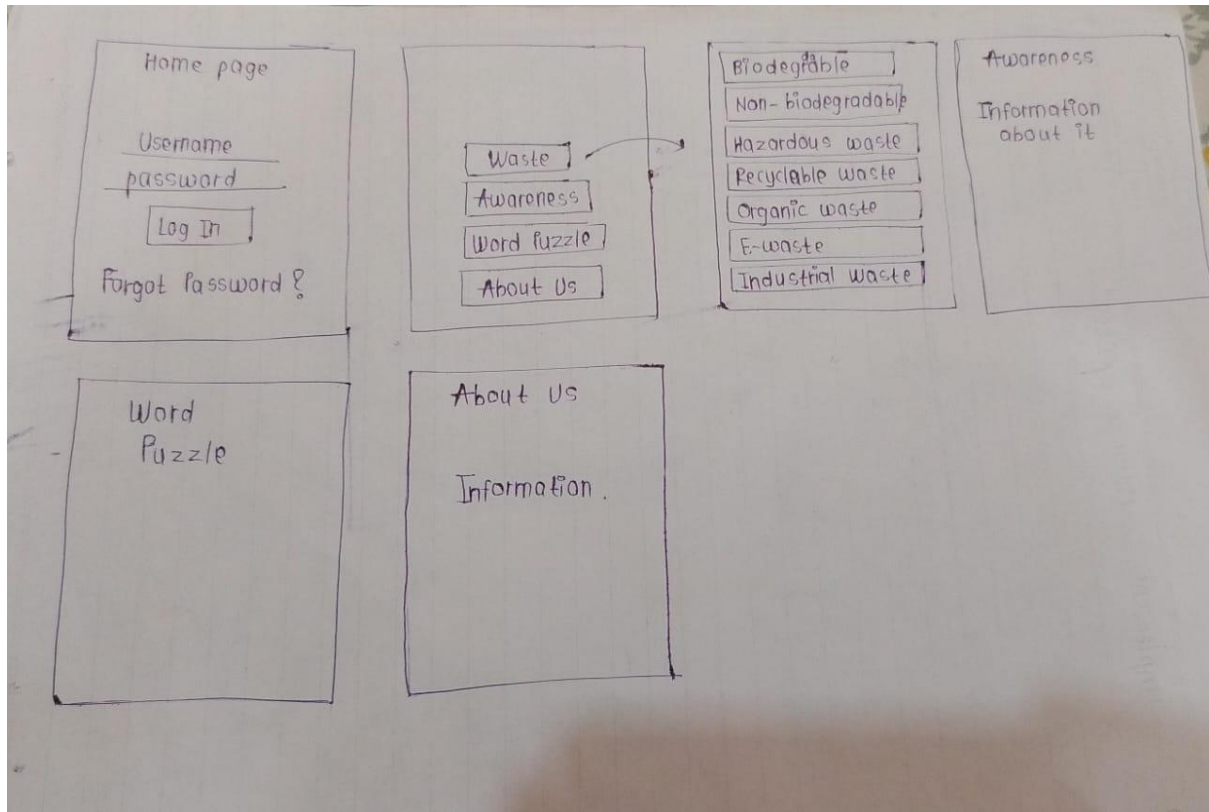 Home page
Username
password
Log In
Forgot Password?
Waste
Awareness
Word Puzzle
About Us
Biodegrdable
Non-biodegradable
Hazardous waste
Recyclable waste
Organic waste
E-waste
Industrial waste
Awareness
Information
about it
Word
Puzzle
About Us
Information.